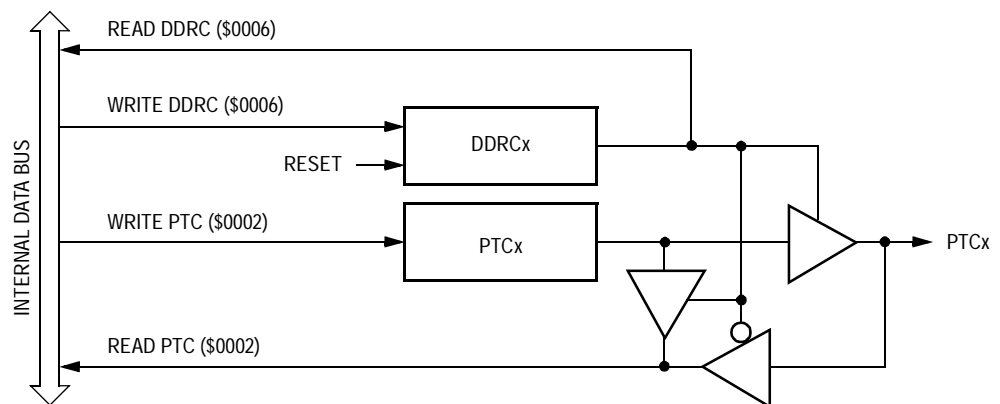 READ DDRC ($0006)
WRITE DDRC ($0006)
DDRCx
RESET
INTERNAL DATA BUS
WRITE PTC ($0002)
PTCx
PTCx
READ PTC ($0002)